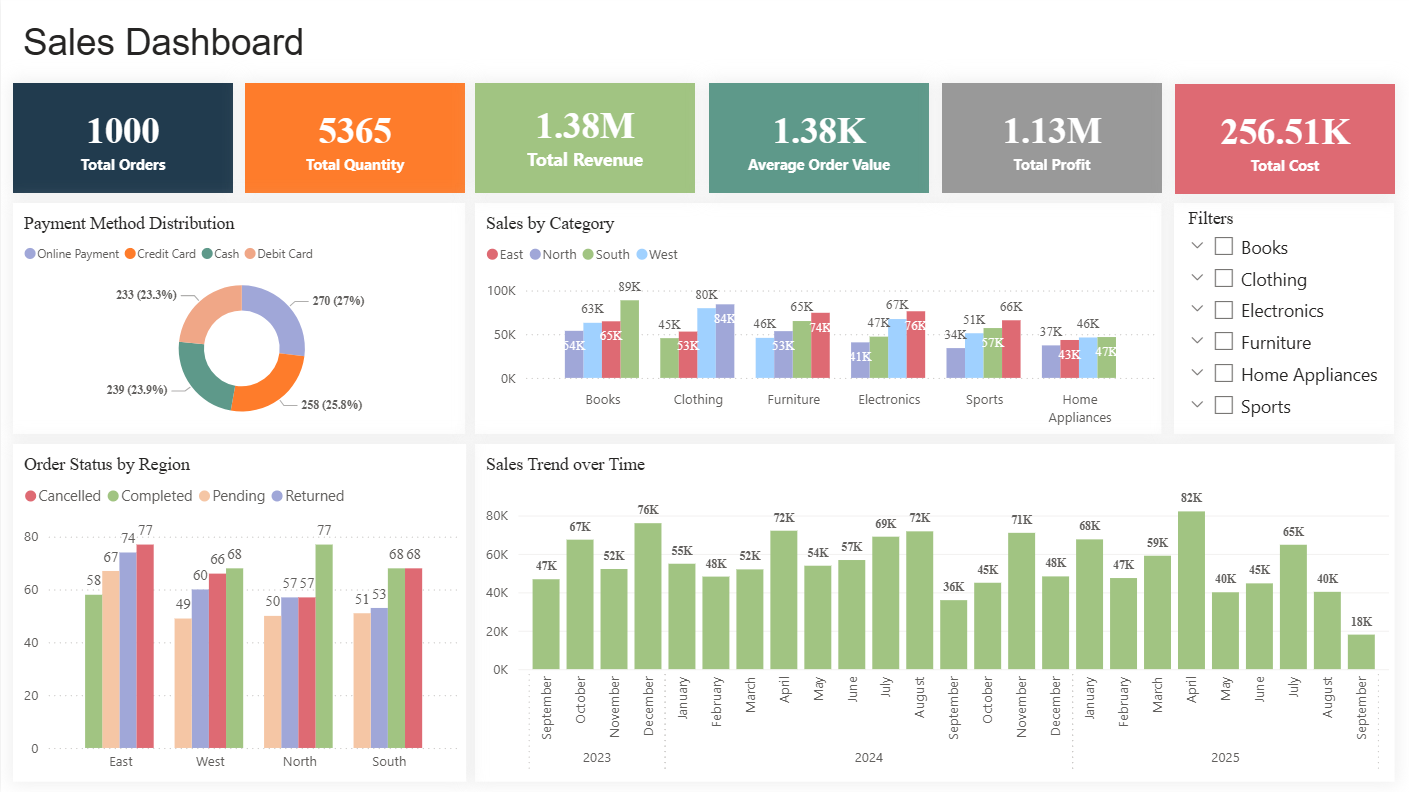 Sales Dashboard
1000
Total Orders
5365
Total Quantity
1.38M
Total Revenue
1.38K
Average Order Value
1.13M
Total Profit
256.51K
Total Cost
Payment Method Distribution
Online Payment Credit Card Cash Debit Card
233 (23.3%)
270 (27%)
239 (23.9%)
258 (25.8%)
Sales by Category
East North South West
100K
50K
0K
54K 63K 65K 89K
45K 53K 80K 84K
46K 53K 65K 74K
41K 47K 67K 76K
34K 51K 57K 66K
37K 43K 46K 47K
Books Clothing Furniture Electronics Sports Home
Appliances
Filters
Books
Clothing
Electronics
Furniture
Home Appliances
Sports
Order Status by Region
Cancelled Completed Pending Returned
80
60
40
20
0
58 67 74 77
49 60 66 68
50 57 57 77
51 53 68 68
East West North South
Sales Trend over Time
80K
60K
40K
20K
0K
47K 67K 52K 76K 55K 48K 52K 72K 54K 57K 69K 72K 36K 45K 71K 48K 68K 47K 59K 82K 40K 45K 65K 40K 18K
September October November December January February March April May June July August September October November December January February March April May June July August September
2023 2024 2025